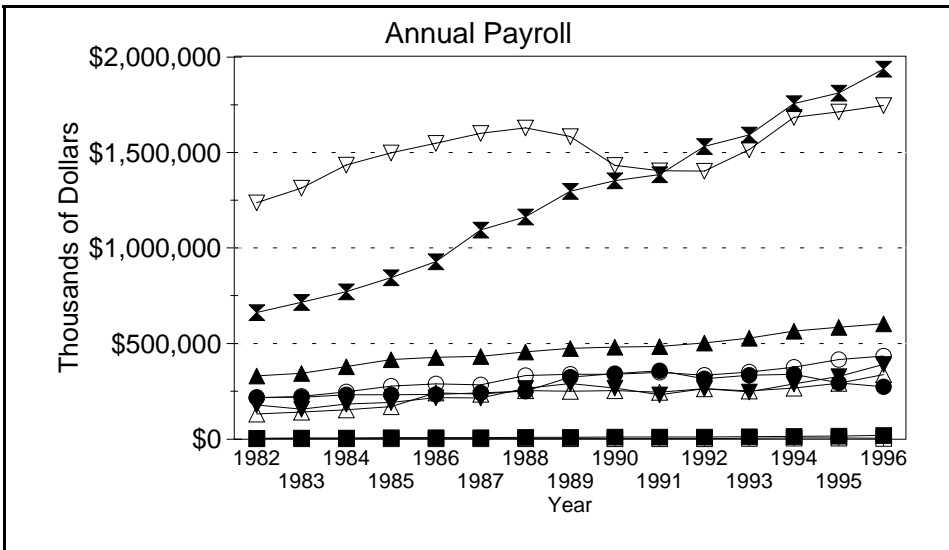 Annual Payroll
Thousands of Dollars
$2,000,000
$1,500,000
$1,000,000
$500,000
$0
1982 1984 1986 1988 1990 1992 1994 1996
1983 1985 1987 1989 1991 1993 1995
Year